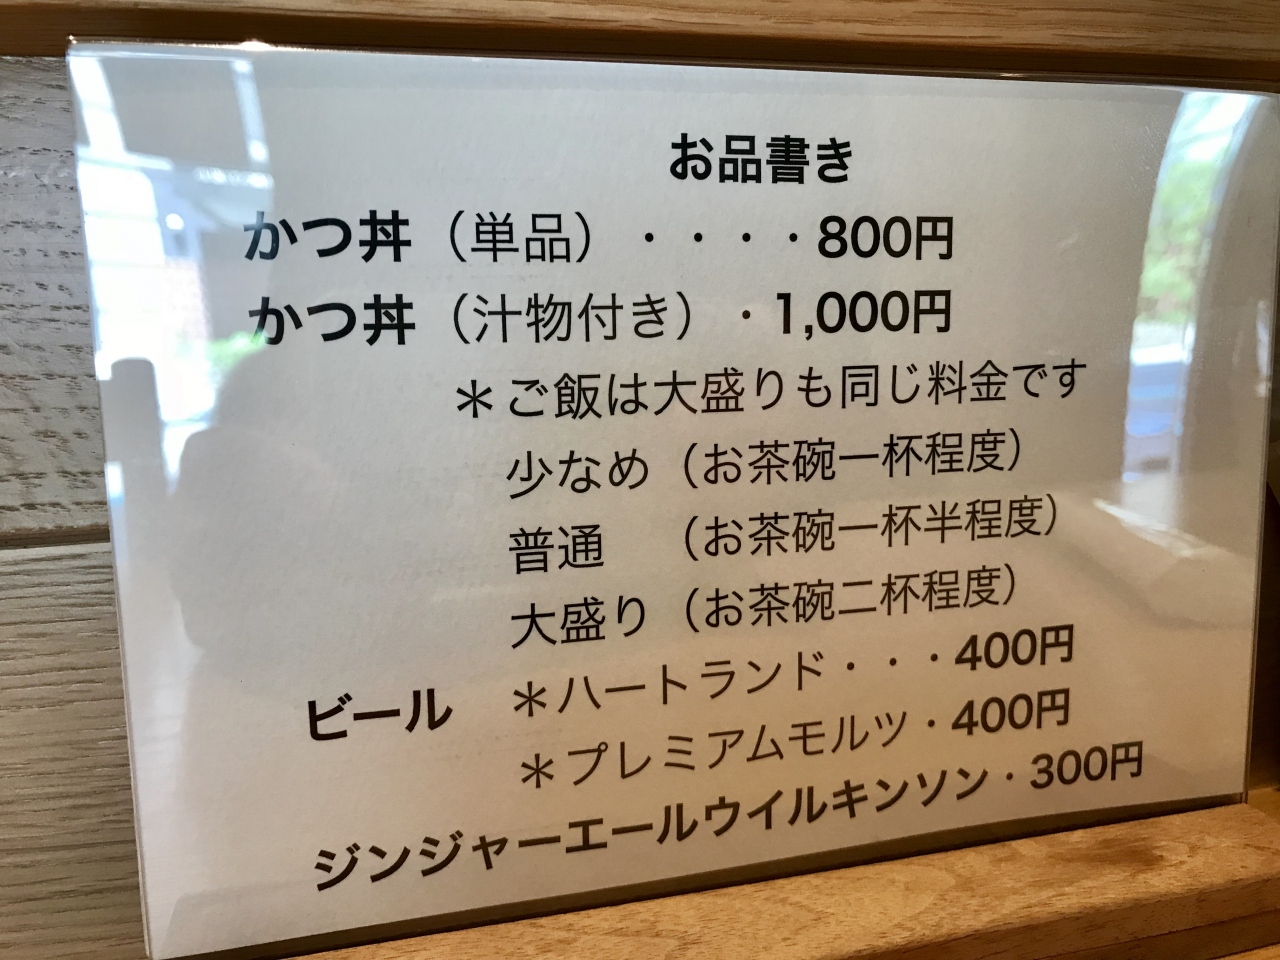 お品書き
かつ丼（単品）・・・・800円
かつ丼（汁物付き）・1,000円
＊ご飯は大盛りも同じ料金です
少なめ（お茶碗一杯程度）
普通　（お茶碗一杯半程度）
大盛り（お茶碗二杯程度）
ビール　＊ハートランド・・・400円
＊プレミアムモルツ・400円
ジンジャーエールウイルキンソン・300円